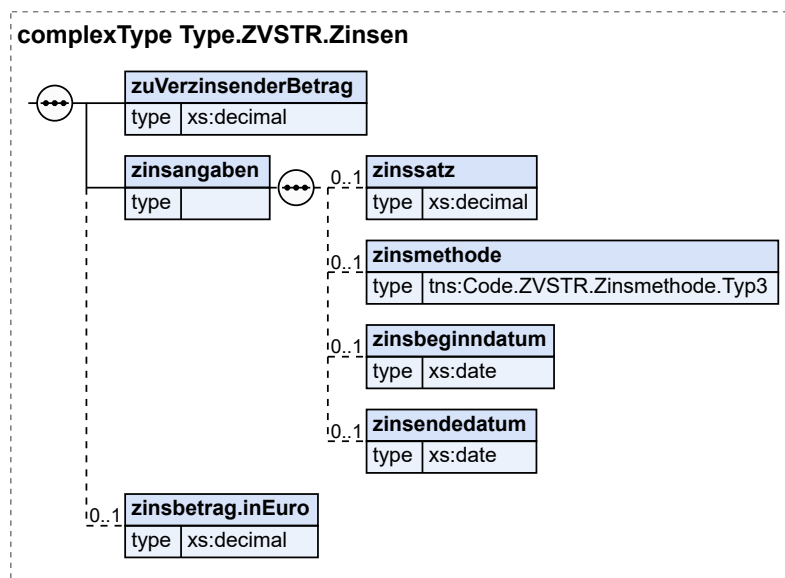 complexType Type.ZVSTR.Zinsen
zuVerzinsenderBetrag
type xs:decimal
zinsangaben
type
0..1 zinssatz
type xs:decimal
0..1 zinsmethode
type tns:Code.ZVSTR.Zinsmethode.Typ3
0..1 zinsbeginndatum
type xs:date
0..1 zinsendedatum
type xs:date
0..1 zinsbetrag.inEuro
type xs:decimal